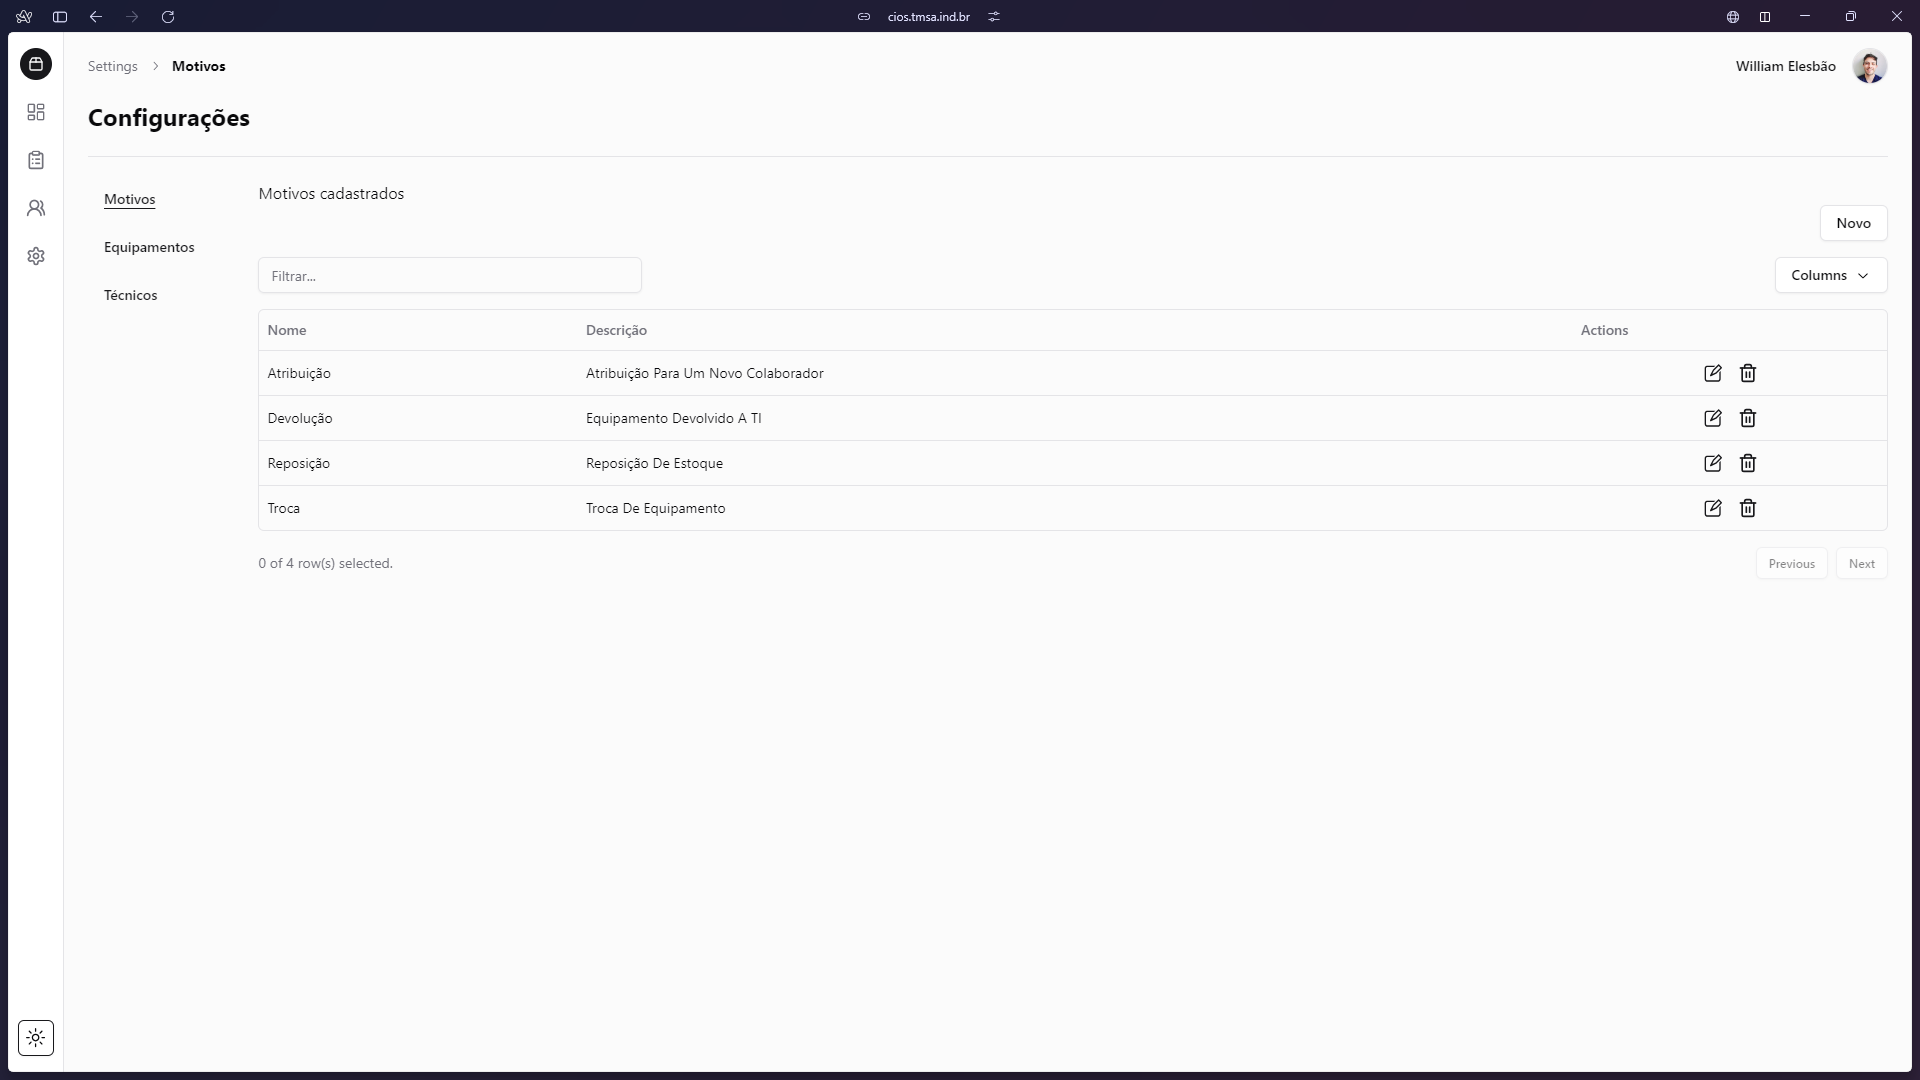 cios.tmsa.ind.br
Settings > Motivos
William Elesbão
Configurações
Motivos
Equipamentos
Técnicos
Motivos cadastrados
Novo
Filtrar...
Columns
Nome Descrição Actions
Atribuição Atribuição Para Um Novo Colaborador
Devolução Equipamento Devolvido A TI
Reposição Reposição De Estoque
Troca Troca De Equipamento
0 of 4 row(s) selected.
Previous Next